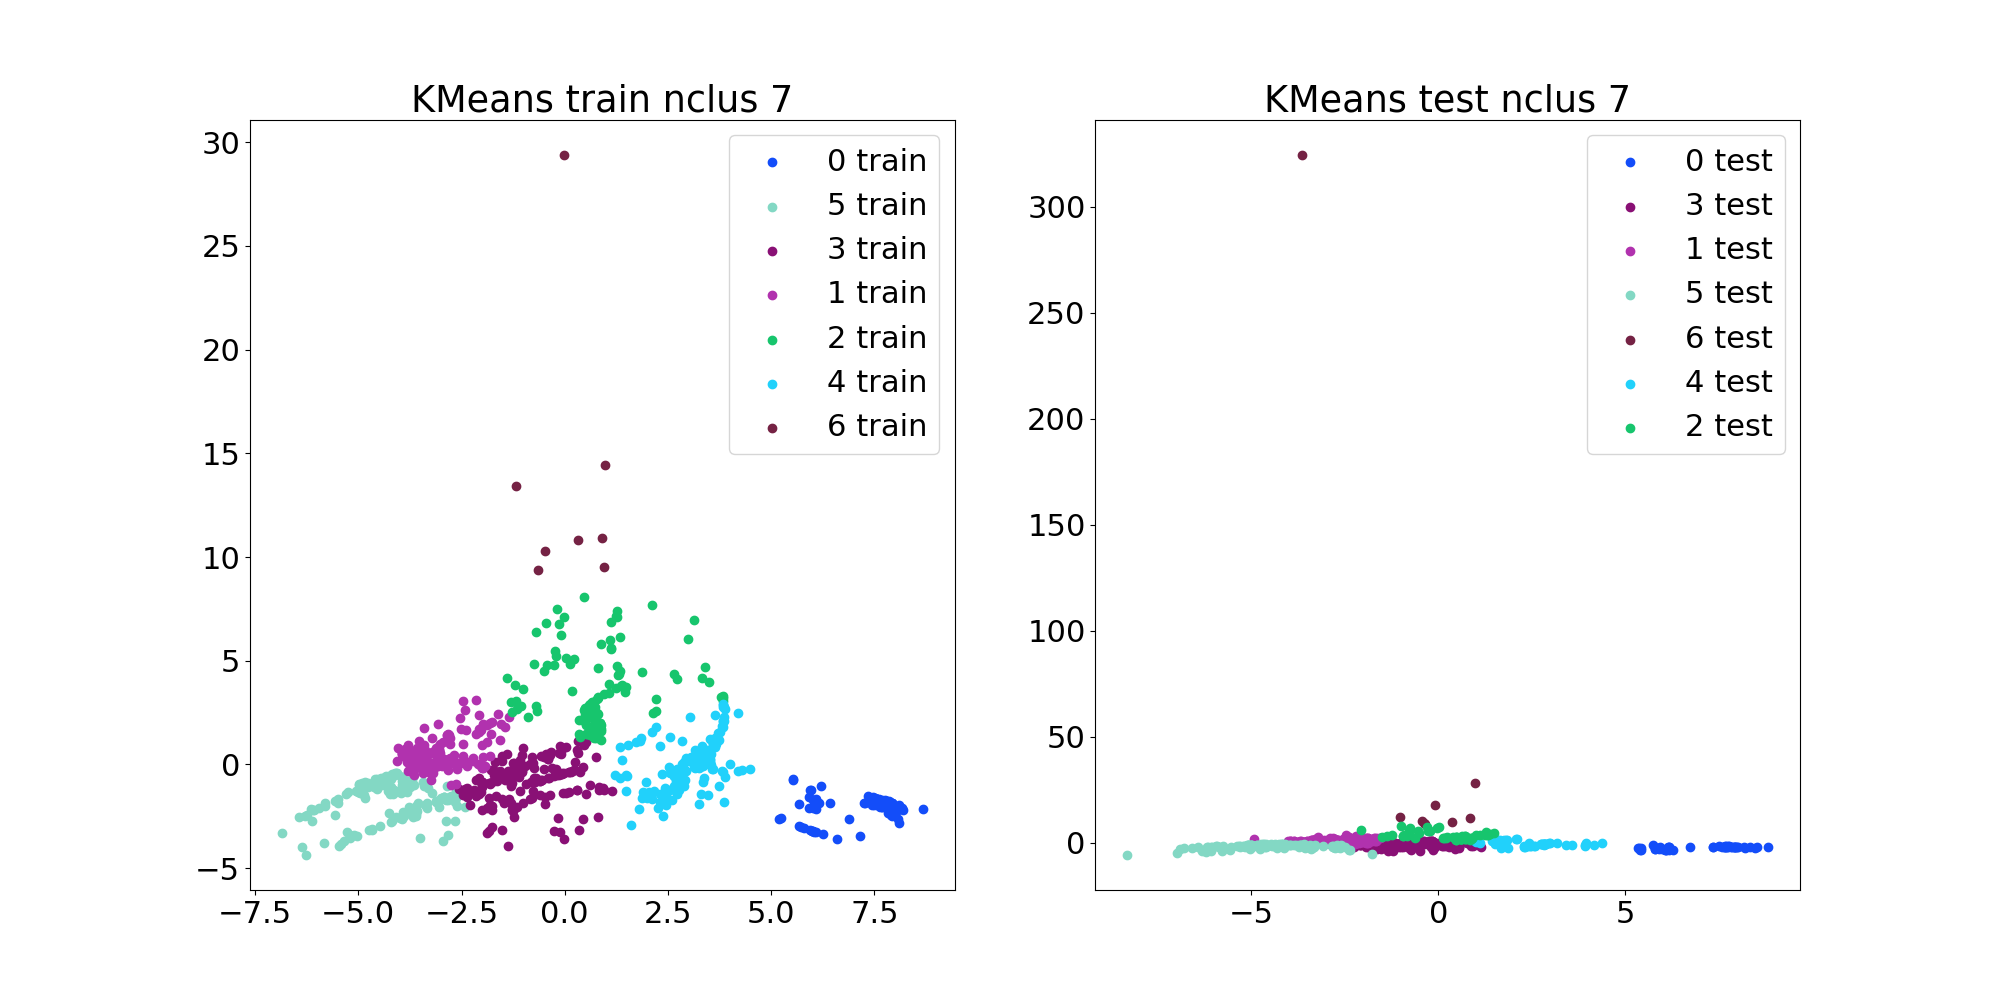 KMeans train nclus 7
30
25
20
15
10
5
0
−5
−7.5 −5.0 −2.5 0.0 2.5 5.0 7.5
0 train
5 train
3 train
1 train
2 train
4 train
6 train
KMeans test nclus 7
300
250
200
150
100
50
0
−5 0 5
0 test
3 test
1 test
5 test
6 test
4 test
2 test